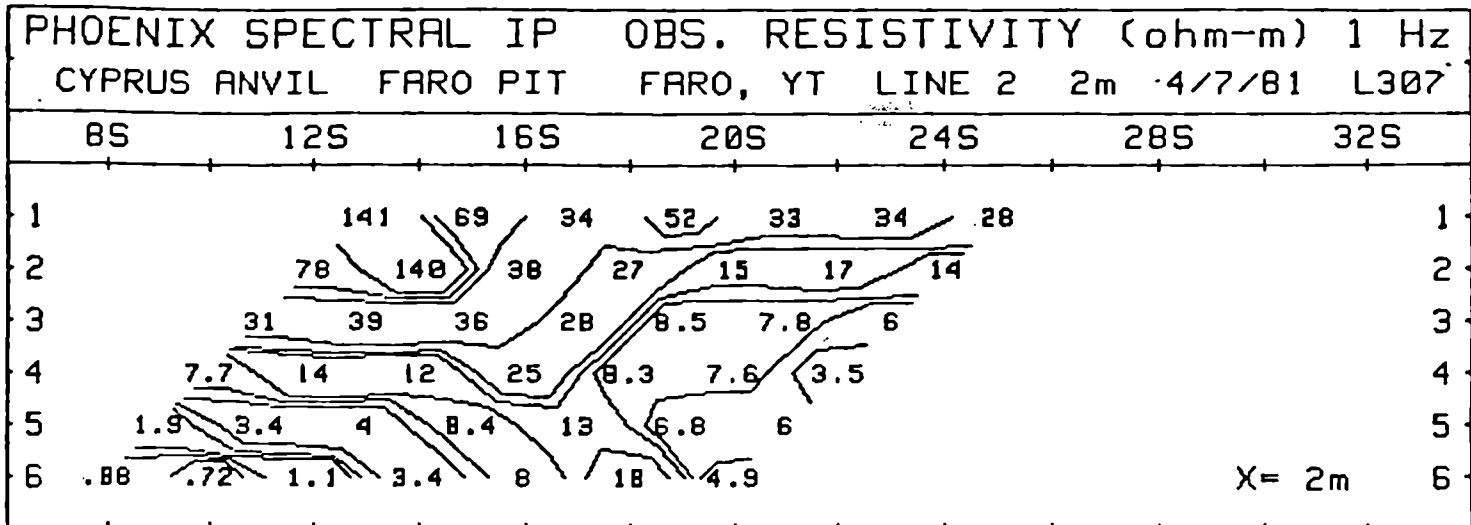 PHOENIX SPECTRAL IP OBS. RESISTIVITY (ohm-m) 1 Hz
CYPRUS ANVIL FARO PIT FARO, YT LINE 2 2m 4/7/81 L307
8S 12S 16S 20S 24S 28S 32S
1 141 69 34 52 33 34 28 1
2 78 140 38 27 15 17 14 2
3 31 39 36 28 8.5 7.8 6 3
4 7.7 14 12 25 8.3 7.6 3.5 4
5 1.9 3.4 4 8.4 13 6.8 6 5
6 .88 .72 1.1 3.4 8 18 4.9 X= 2m 6